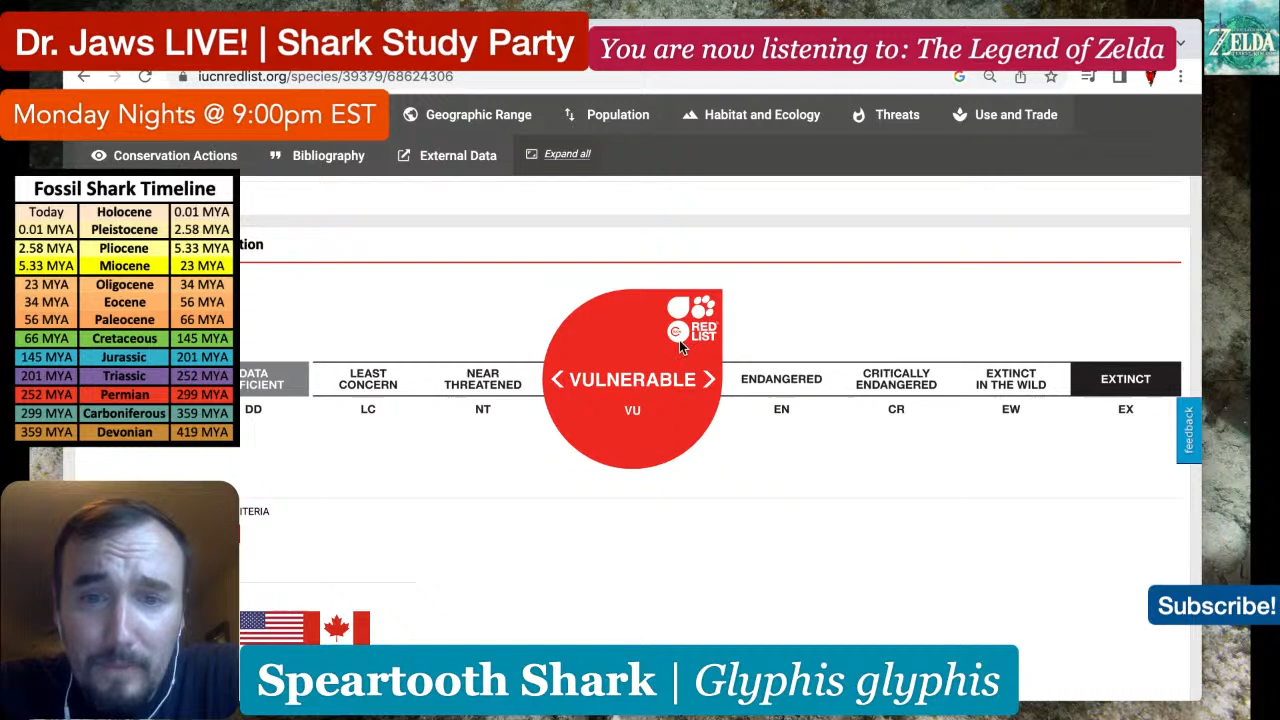 Dr. Jaws LIVE! | Shark Study Party
You are now listening to: The Legend of Zelda
ZELDA
iucnredlist.org/species/39379/68624306
Monday Nights @ 9:00pm EST
Geographic Range
Population
Habitat and Ecology
Threats
Use and Trade
Conservation Actions
Bibliography
External Data
Expand all
Fossil Shark Timeline
Today Holocene 0.01 MYA
0.01 MYA Pleistocene 2.58 MYA
2.58 MYA Pliocene 5.33 MYA
5.33 MYA Miocene 23 MYA
23 MYA Oligocene 34 MYA
34 MYA Eocene 56 MYA
56 MYA Paleocene 66 MYA
66 MYA Cretaceous 145 MYA
145 MYA Jurassic 201 MYA
201 MYA Triassic 252 MYA
252 MYA Permian 299 MYA
299 MYA Carboniferous 359 MYA
359 MYA Devonian 419 MYA
tion
RED
LIST
DATA
FICIENT
DD
LEAST
CONCERN
LC
NEAR
THREATENED
NT
< VULNERABLE >
VU
ENDANGERED
EN
CRITICALLY
ENDANGERED
CR
EXTINCT
IN THE WILD
EW
EXTINCT
EX
feedback
ITERIA
Subscribe!
Speartooth Shark | Glyphis glyphis